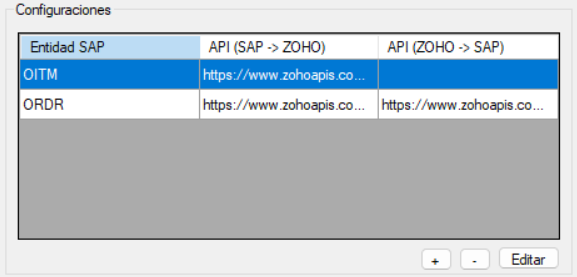 Configuraciones
Entidad SAP API (SAP -> ZOHO) API (ZOHO -> SAP)
OITM https://www.zohoapis.co...
ORDR https://www.zohoapis.co... https://www.zohoapis.co...
+ - Editar